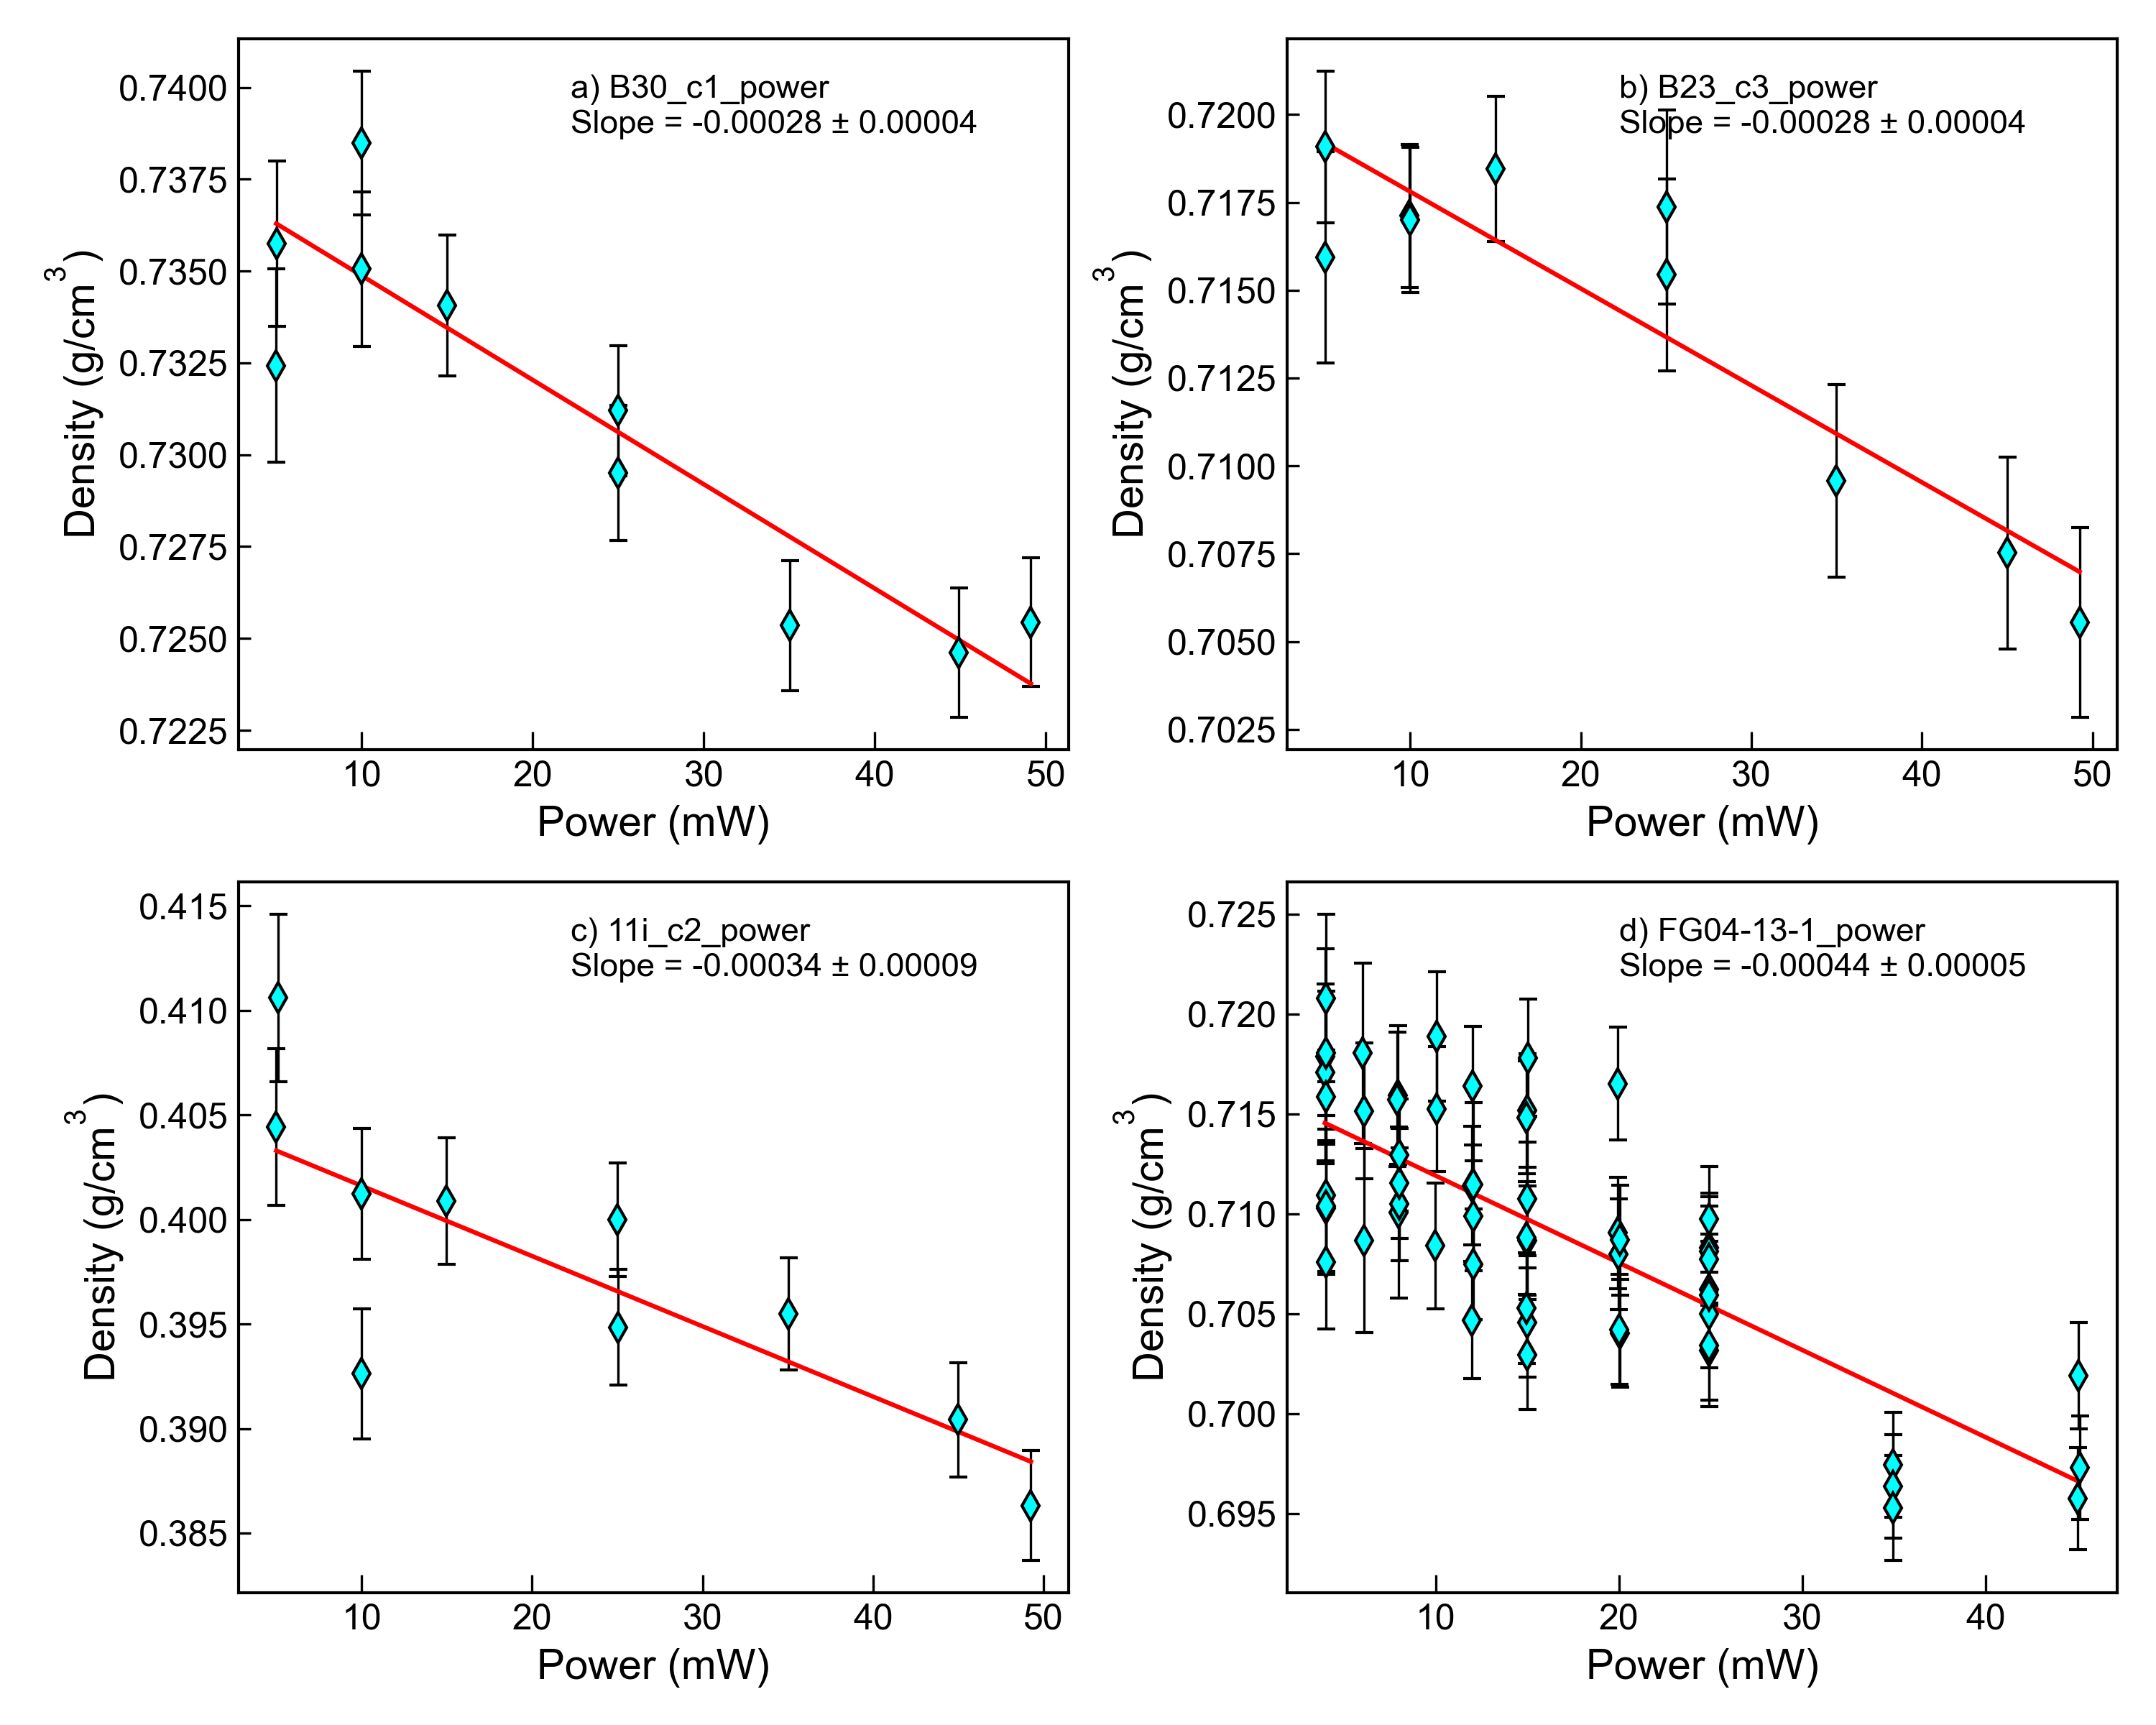 a) B30_c1_power
Slope = -0.00028 ± 0.00004
0.7400
0.7375
0.7350
0.7325
0.7300
0.7275
0.7250
0.7225
Density (g/cm³)
10 20 30 40 50
Power (mW)
b) B23_c3_power
Slope = -0.00028 ± 0.00004
0.7200
0.7175
0.7150
0.7125
0.7100
0.7075
0.7050
0.7025
Density (g/cm³)
10 20 30 40 50
Power (mW)
c) 11i_c2_power
Slope = -0.00034 ± 0.00009
0.415
0.410
0.405
0.400
0.395
0.390
0.385
Density (g/cm³)
10 20 30 40 50
Power (mW)
d) FG04-13-1_power
Slope = -0.00044 ± 0.00005
0.725
0.720
0.715
0.710
0.705
0.700
0.695
Density (g/cm³)
10 20 30 40
Power (mW)